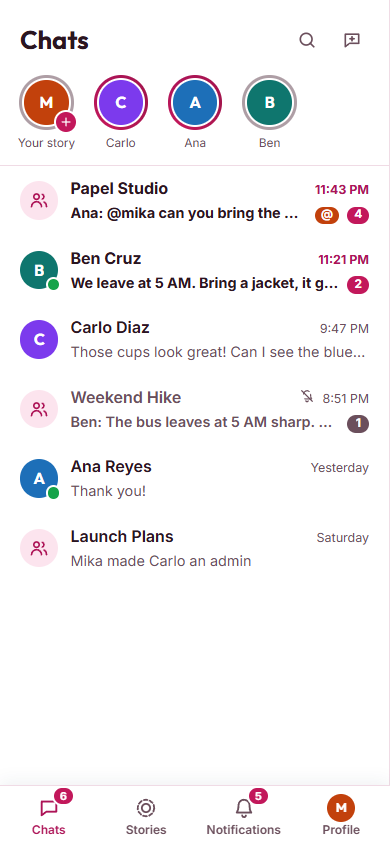 Chats
M
C
A
B
Your story
Carlo
Ana
Ben
Papel Studio
11:43 PM
Ana: @mika can you bring the ...
@
4
B
Ben Cruz
11:21 PM
We leave at 5 AM. Bring a jacket, it g...
2
C
Carlo Diaz
9:47 PM
Those cups look great! Can I see the blue...
Weekend Hike
8:51 PM
Ben: The bus leaves at 5 AM sharp. ...
1
A
Ana Reyes
Yesterday
Thank you!
Launch Plans
Saturday
Mika made Carlo an admin
6
5
M
Chats
Stories
Notifications
Profile